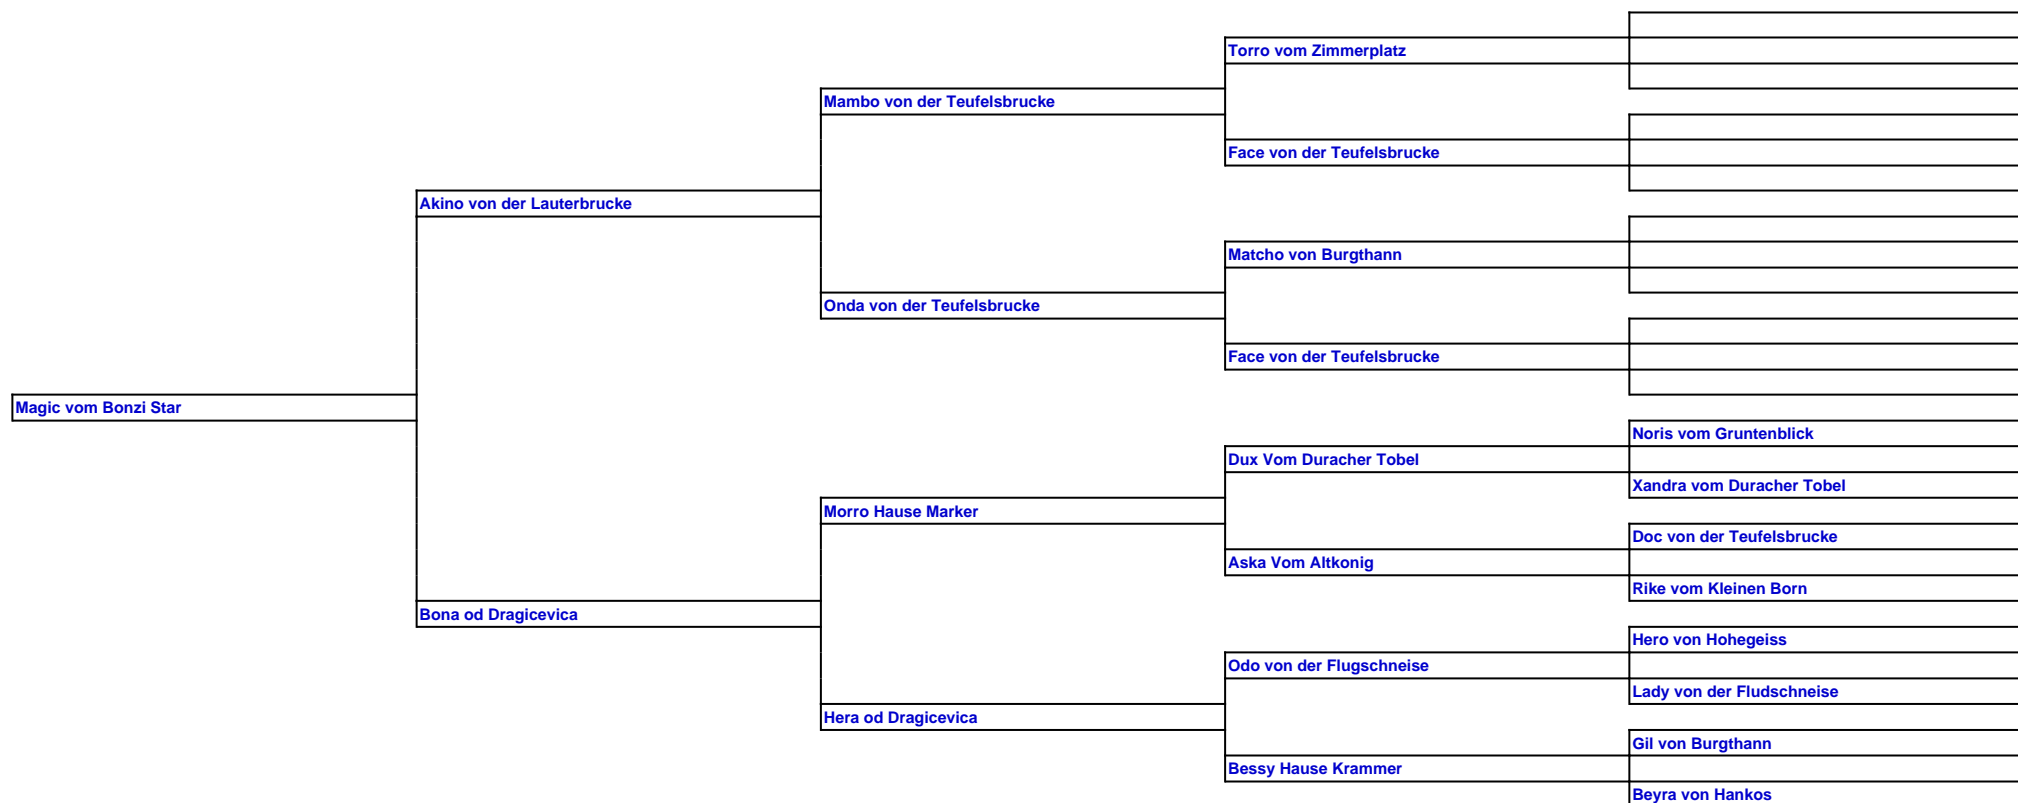 Torro vom Zimmerplatz
Mambo von der Teufelsbrucke
Face von der Teufelsbrucke
Akino von der Lauterbrucke
Matcho von Burgthann
Onda von der Teufelsbrucke
Face von der Teufelsbrucke
Magic vom Bonzi Star
Noris vom Gruntenblick
Dux Vom Duracher Tobel
Xandra vom Duracher Tobel
Morro Hause Marker
Doc von der Teufelsbrucke
Aska Vom Altkonig
Rike vom Kleinen Born
Bona od Dragicevica
Hero von Hohegeiss
Odo von der Flugschneise
Lady von der Fludschneise
Hera od Dragicevica
Gil von Burgthann
Bessy Hause Krammer
Beyra von Hankos